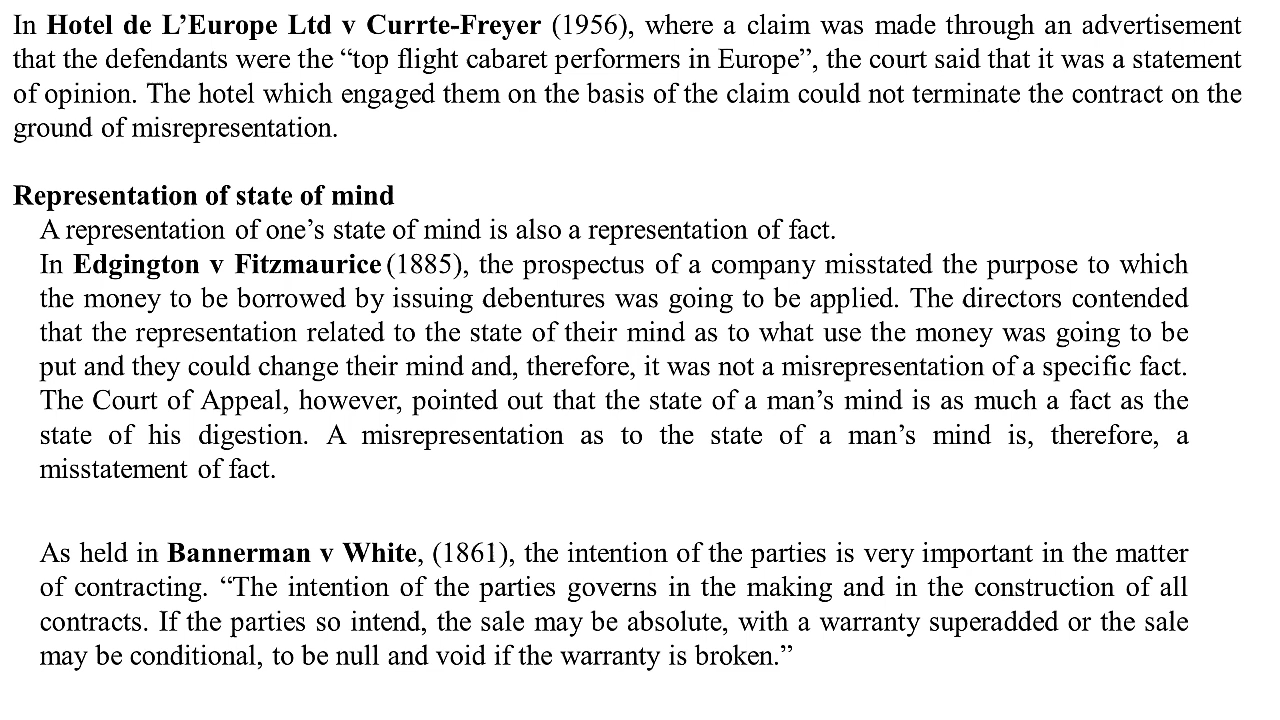 In Hotel de L’Europe Ltd v Currte-Freyer (1956), where a claim was made through an advertisement
that the defendants were the “top flight cabaret performers in Europe”, the court said that it was a statement
of opinion. The hotel which engaged them on the basis of the claim could not terminate the contract on the
ground of misrepresentation.
Representation of state of mind
A representation of one’s state of mind is also a representation of fact.
In Edgington v Fitzmaurice (1885), the prospectus of a company misstated the purpose to which
the money to be borrowed by issuing debentures was going to be applied. The directors contended
that the representation related to the state of their mind as to what use the money was going to be
put and they could change their mind and, therefore, it was not a misrepresentation of a specific fact.
The Court of Appeal, however, pointed out that the state of a man’s mind is as much a fact as the
state of his digestion. A misrepresentation as to the state of a man’s mind is, therefore, a
misstatement of fact.
As held in Bannerman v White, (1861), the intention of the parties is very important in the matter
of contracting. “The intention of the parties governs in the making and in the construction of all
contracts. If the parties so intend, the sale may be absolute, with a warranty superadded or the sale
may be conditional, to be null and void if the warranty is broken.”